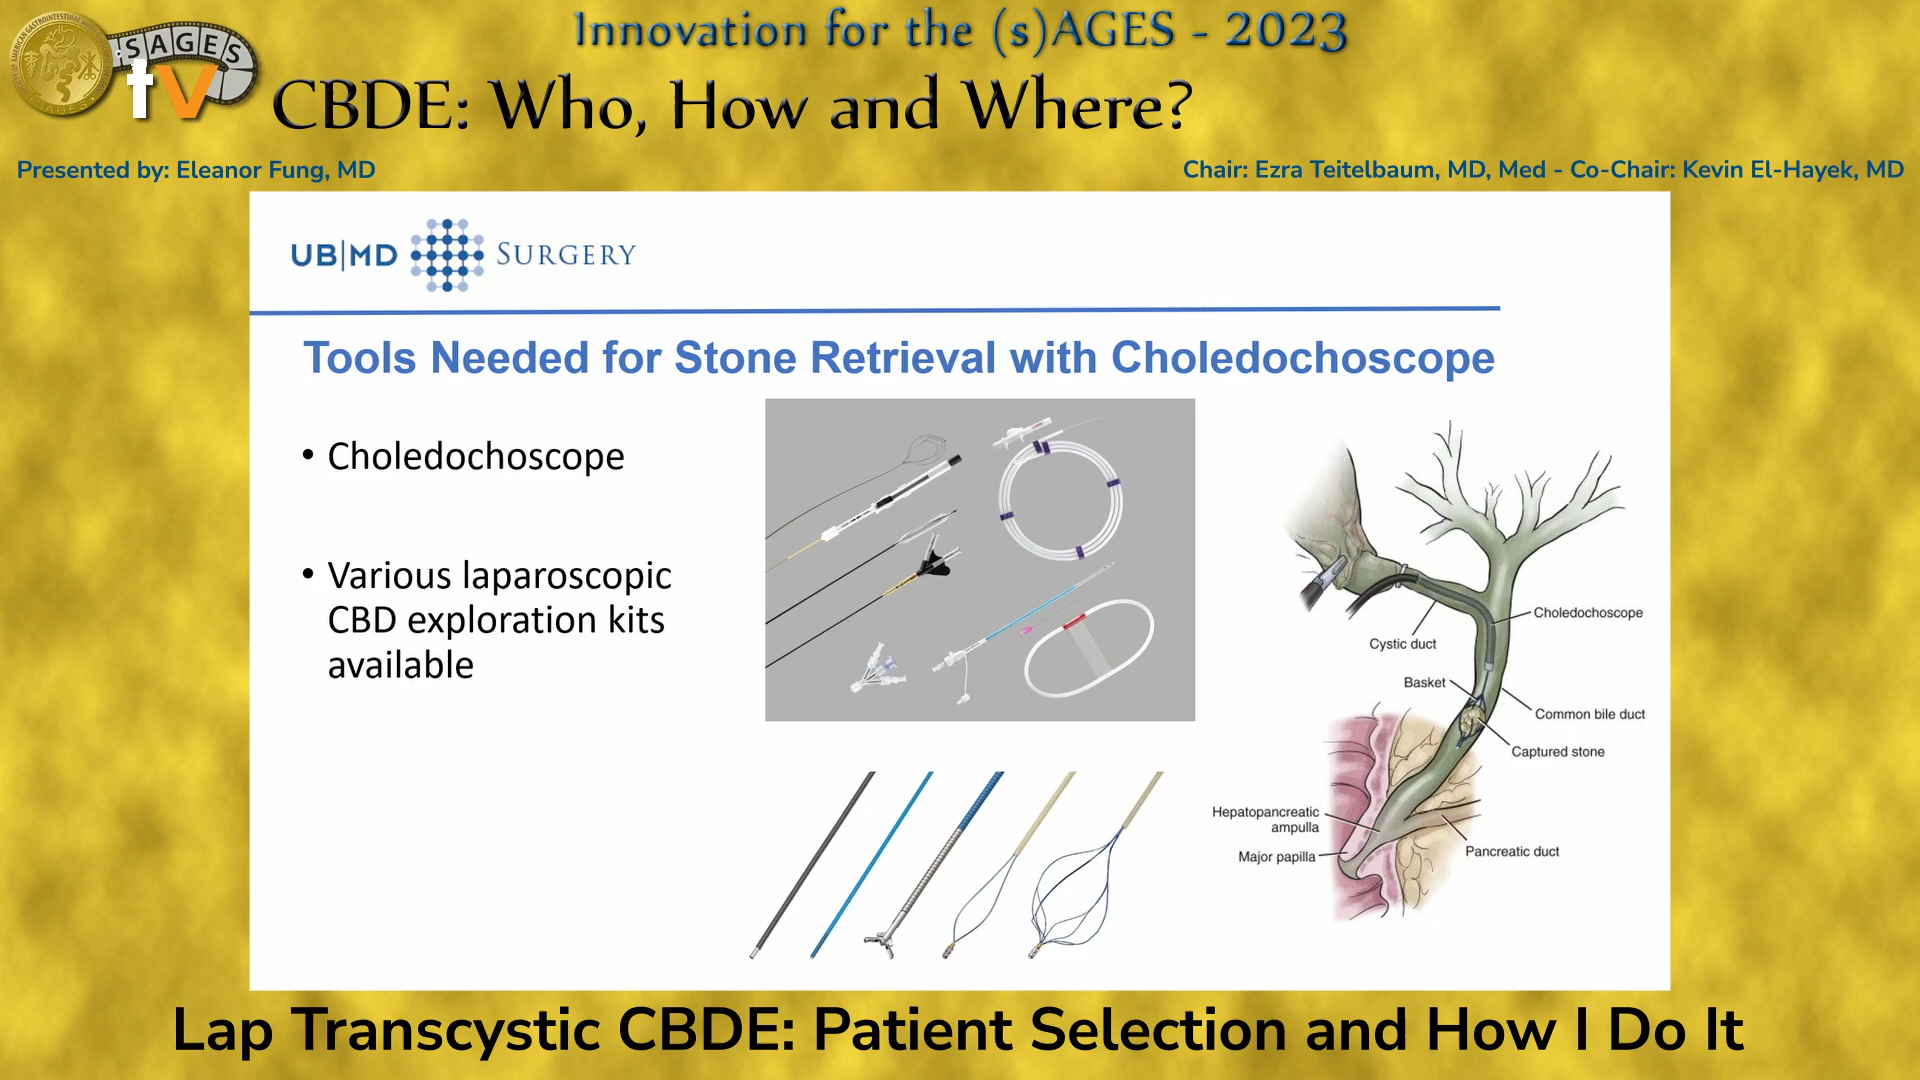 Innovation for the (s)AGES - 2023
SAGES
tv
CBDE: Who, How and Where?
Presented by: Eleanor Fung, MD
Chair: Ezra Teitelbaum, MD, Med - Co-Chair: Kevin El-Hayek, MD
UB|MD SURGERY
Tools Needed for Stone Retrieval with Choledochoscope
• Choledochoscope
• Various laparoscopic
CBD exploration kits
available
Choledochoscope
Cystic duct
Basket
Common bile duct
Captured stone
Hepatopancreatic
ampulla
Major papilla
Pancreatic duct
Lap Transcystic CBDE: Patient Selection and How I Do It